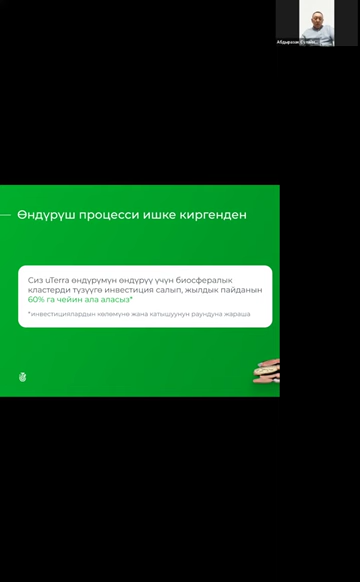 Абдыразак
Өндүрүш процесси ишке киргенден
Сиз uTerra өндүрүмүн өндүрүү үчүн биосфералык
кластерди түзүүгө инвестиция салып, жылдык пайданын
60% га чейин ала аласыз*
*инвестициялардын көлөмүнө жана катышуунун раундуна жараша